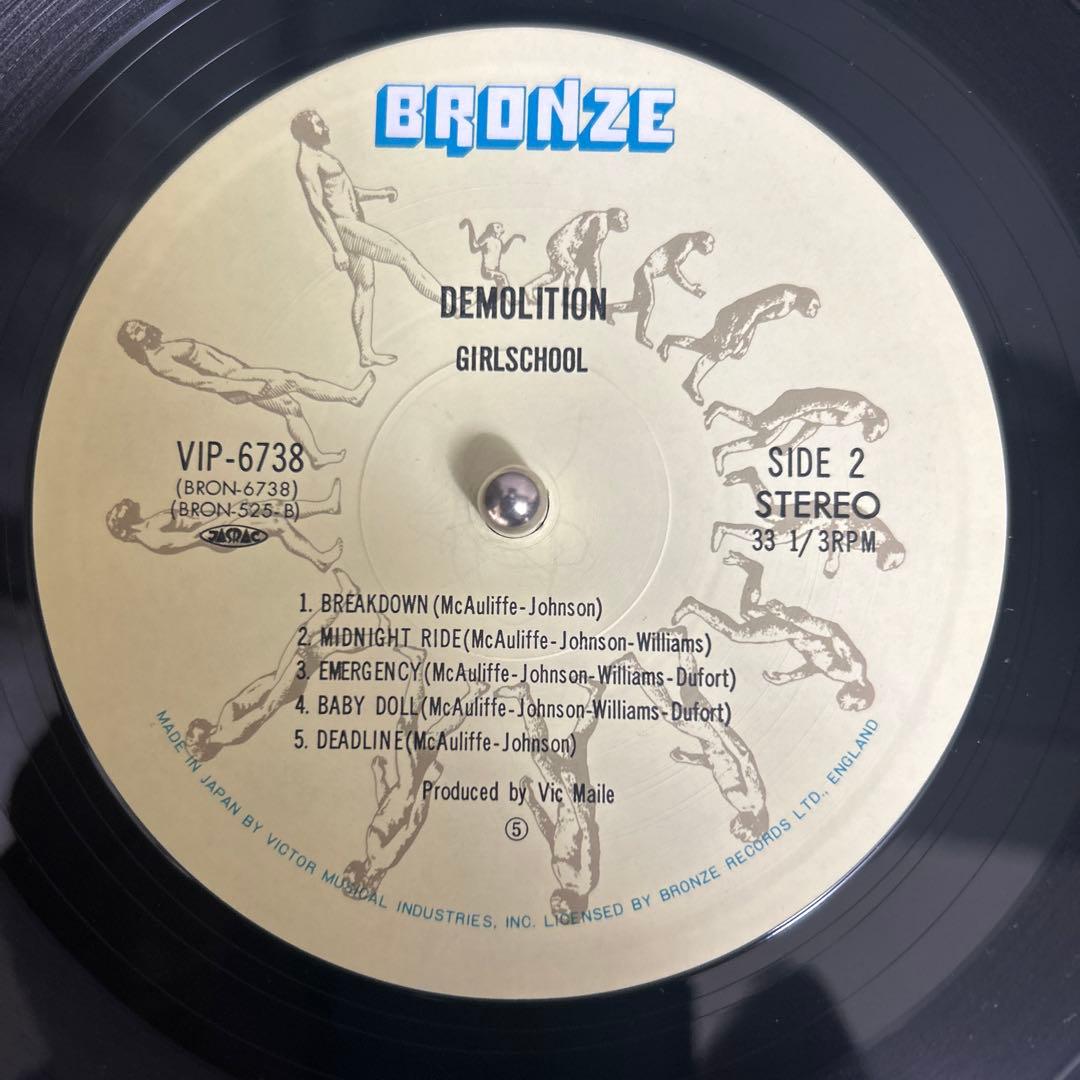 BRONZE
DEMOLITION
GIRLSCHOOL
VIP-6738
(BRON-6738)
(BRON-525-B)
JASRAC
SIDE 2
STEREO
33 1/3RPM
1. BREAKDOWN (McAuliffe-Johnson)
2. MIDNIGHT RIDE(McAuliffe-Johnson-Williams)
3. EMERGENCY(McAuliffe-Johnson-Williams-Dufort)
4. BABY DOLL(McAuliffe-Johnson-Williams-Dufort)
5. DEADLINE(McAuliffe-Johnson)
Produced by Vic Maile
⑤
MADE IN JAPAN BY VICTOR MUSICAL INDUSTRIES, INC. LICENSED BY BRONZE RECORDS LTD., ENGLAND